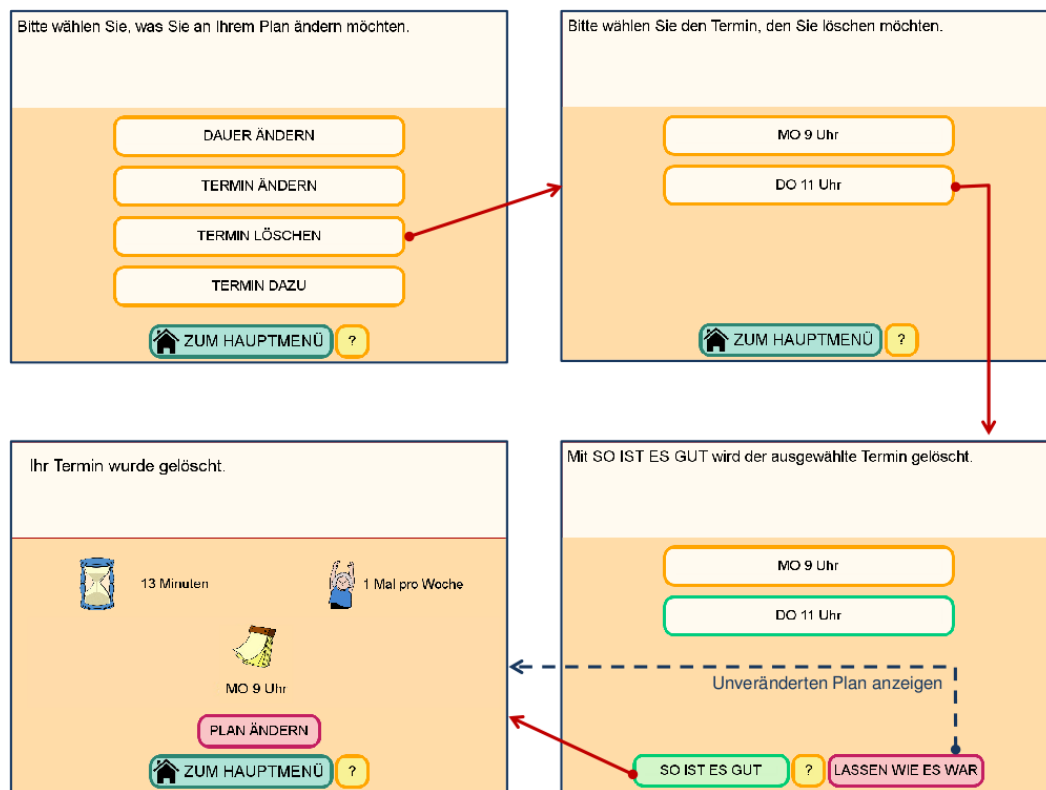 Bitte wählen Sie, was Sie an Ihrem Plan ändern möchten.
DAUER ÄNDERN
TERMIN ÄNDERN
TERMIN LÖSCHEN
TERMIN DAZU
ZUM HAUPTMENÜ ?
Bitte wählen Sie den Termin, den Sie löschen möchten.
MO 9 Uhr
DO 11 Uhr
ZUM HAUPTMENÜ ?
Ihr Termin wurde gelöscht.
13 Minuten
1 Mal pro Woche
MO 9 Uhr
PLAN ÄNDERN
ZUM HAUPTMENÜ ?
Mit SO IST ES GUT wird der ausgewählte Termin gelöscht.
MO 9 Uhr
DO 11 Uhr
Unveränderten Plan anzeigen
SO IST ES GUT ? LASSEN WIE ES WAR